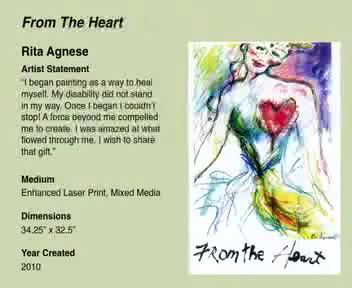 From The Heart
Rita Agnese
Artist Statement
“I began painting as a way to heal
myself. My disability did not stand
in my way. Once I began I couldn't
stop! A force beyond me compelled
me to create. I was amazed at what
flowed through me. I wish to share
that gift.”
Medium
Enhanced Laser Print, Mixed Media
Dimensions
34.25” x 32.5”
Year Created
2010
From the Heart